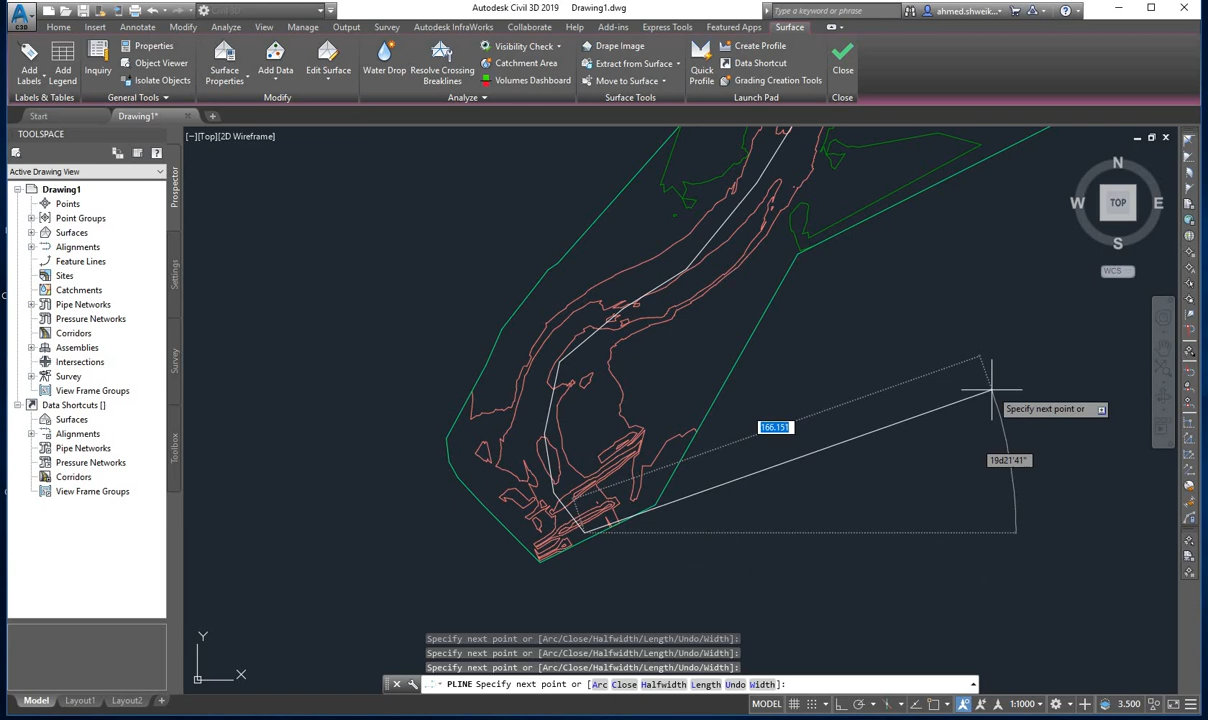 Autodesk Civil 3D 2019 Drawing1.dwg
Type a keyword or phrase
ahmed.shweik...
C3D
Home Insert Annotate Modify Analyze View Manage Output Survey Autodesk InfraWorks Collaborate Help Add-ins Express Tools Featured Apps Surface
Add Labels
Add Legend
Labels & Tables
Inquiry
Properties
Object Viewer
Isolate Objects
General Tools
Surface Properties
Add Data
Edit Surface
Modify
Water Drop
Resolve Crossing Breaklines
Visibility Check
Catchment Area
Volumes Dashboard
Analyze
Drape Image
Extract from Surface
Move to Surface
Surface Tools
Quick Profile
Create Profile
Data Shortcut
Grading Creation Tools
Launch Pad
Close
Close
Start
Drawing1*
TOOLSPACE
Active Drawing View
Drawing1
Points
Point Groups
Surfaces
Alignments
Feature Lines
Sites
Catchments
Pipe Networks
Pressure Networks
Corridors
Assemblies
Intersections
Survey
View Frame Groups
Data Shortcuts []
Surfaces
Alignments
Pipe Networks
Pressure Networks
Corridors
View Frame Groups
Prospector
Settings
Survey
Toolbox
[−][Top][2D Wireframe]
N
W TOP E
S
WCS
166.151
Specify next point or
19d21'41"
Y
X
Specify next point or [Arc/Close/Halfwidth/Length/Undo/Width]:
Specify next point or [Arc/Close/Halfwidth/Length/Undo/Width]:
Specify next point or [Arc/Close/Halfwidth/Length/Undo/Width]:
PLINE Specify next point or [Arc Close Halfwidth Length Undo Width]:
Model Layout1 Layout2 +
MODEL
1:1000
3.500